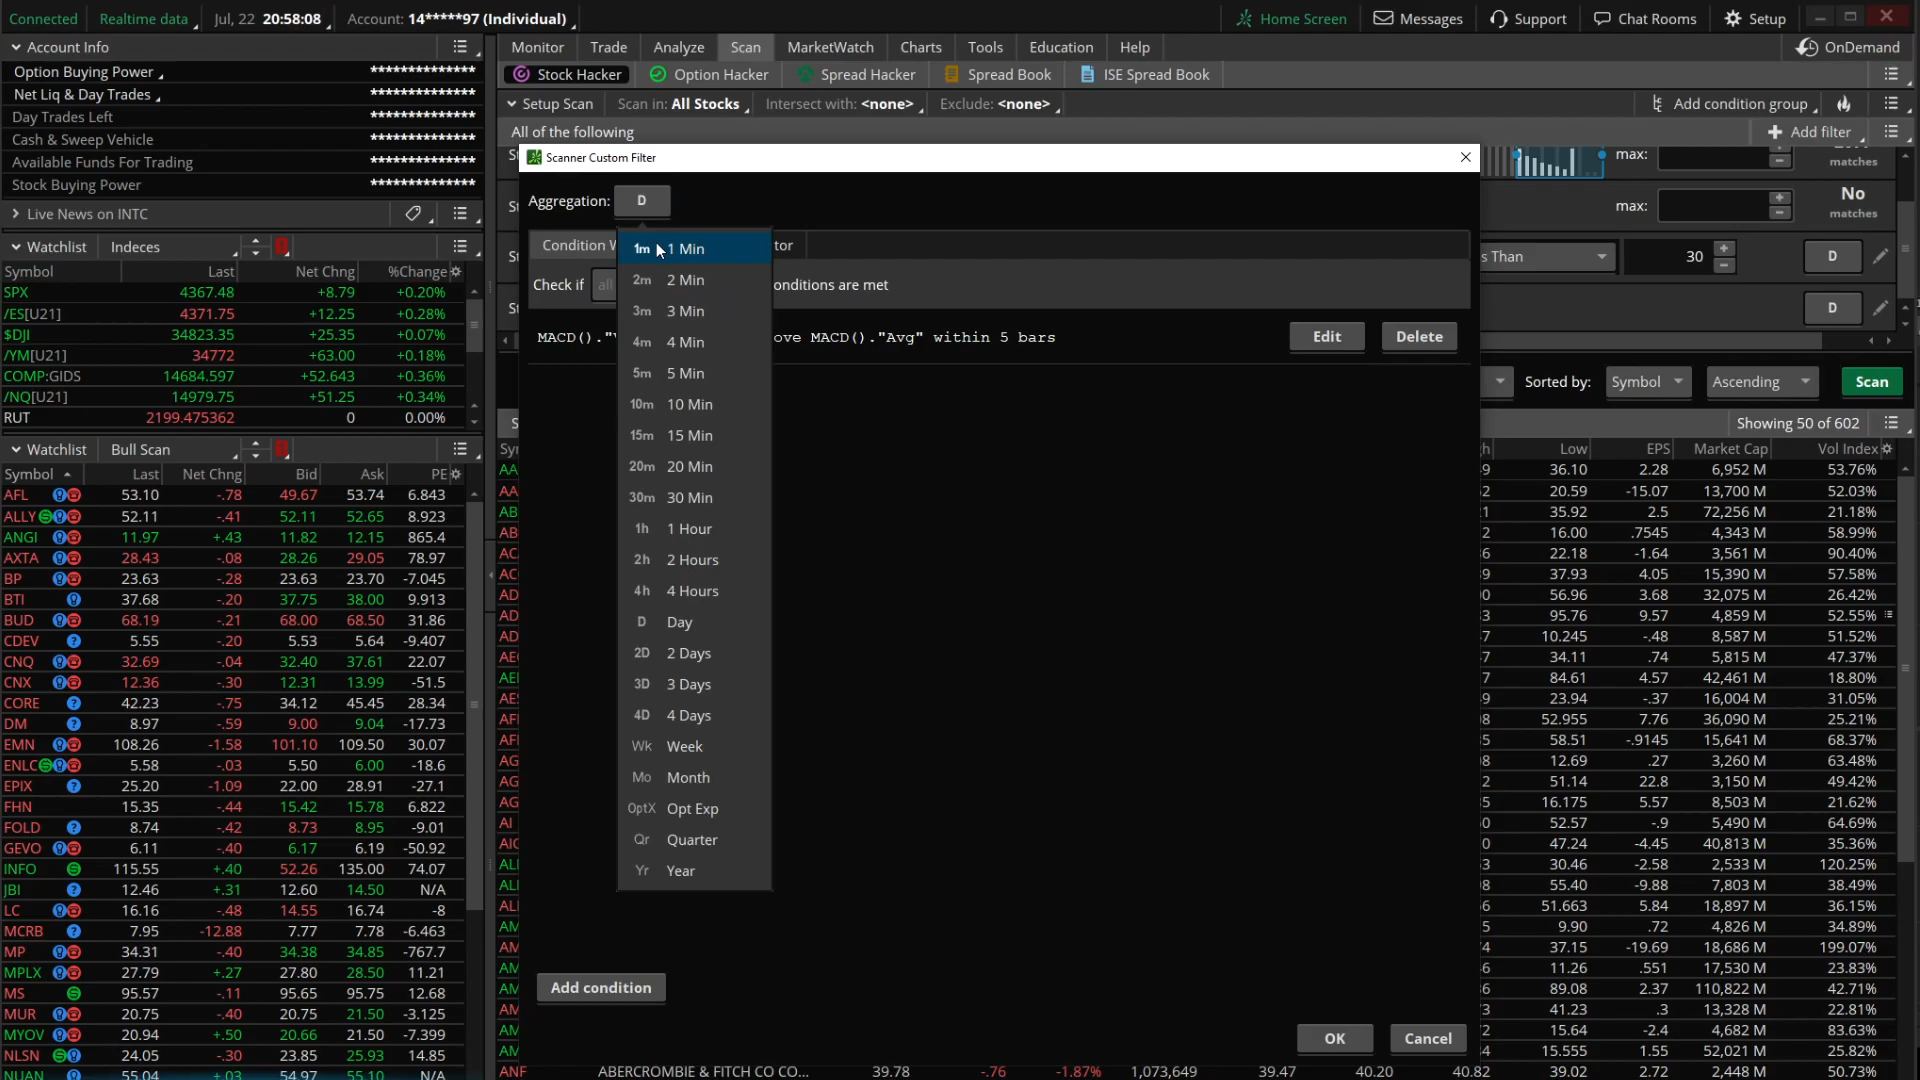 Connected Realtime data Jul, 22 20:58:08 Account: 14*****97 (Individual) Home Screen Messages Support Chat Rooms Setup
Account Info
Option Buying Power **************
Net Liq & Day Trades **************
Day Trades Left **************
Cash & Sweep Vehicle **************
Available Funds For Trading **************
Stock Buying Power **************
Live News on INTC
Watchlist Indeces
Symbol Last Net Chng %Change
SPX 4367.48 +8.79 +0.20%
/ES[U21] 4371.75 +12.25 +0.28%
$DJI 34823.35 +25.35 +0.07%
/YM[U21] 34772 +63.00 +0.18%
COMP:GIDS 14684.597 +52.643 +0.36%
/NQ[U21] 14979.75 +51.25 +0.34%
RUT 2199.475362 0 0.00%
Watchlist Bull Scan
Symbol Last Net Chng Bid Ask PE
AFL 53.10 -.78 49.67 53.74 6.843
ALLY 52.11 -.41 52.11 52.65 8.923
ANGI 11.97 +.43 11.82 12.15 865.4
AXTA 28.43 -.08 28.26 29.05 78.97
BP 23.63 -.28 23.63 23.70 -7.045
BTI 37.68 -.20 37.75 38.00 9.913
BUD 68.19 -.21 68.00 68.50 31.86
CDEV 5.55 -.20 5.53 5.64 -9.407
CNQ 32.69 -.04 32.40 37.61 22.07
CNX 12.36 -.30 12.31 13.99 -51.5
CORE 42.23 -.75 34.12 45.45 28.34
DM 8.97 -.59 9.00 9.04 -17.73
EMN 108.26 -1.58 101.10 109.50 30.07
ENLC 5.58 -.03 5.50 6.00 -18.6
EPIX 25.20 -1.09 22.00 28.91 -27.1
FHN 15.35 -.44 15.42 15.78 6.822
FOLD 8.74 -.42 8.73 8.95 -9.01
GEVO 6.11 -.40 6.17 6.19 -50.92
INFO 115.55 +.40 52.26 135.00 74.07
JBI 12.46 +.31 12.60 14.50 N/A
LC 16.16 -.48 14.55 16.74 -8
MCRB 7.95 -12.88 7.77 7.78 -6.463
MP 34.31 -.40 34.38 34.85 -767.7
MPLX 27.79 +.27 27.80 28.50 11.21
MS 95.57 -.11 95.65 95.75 12.68
MUR 20.75 -.40 20.75 21.50 -3.125
MYOV 20.94 +.50 20.66 21.50 -7.399
NLSN 24.05 -.30 23.85 25.93 14.85
NUAN 55.04 +.03 54.97 55.10 N/A
Monitor Trade Analyze Scan MarketWatch Charts Tools Education Help OnDemand
Stock Hacker Option Hacker Spread Hacker Spread Book ISE Spread Book
Setup Scan Scan in: All Stocks Intersect with: <none> Exclude: <none> Add condition group
All of the following Add filter
Scanner Custom Filter
Aggregation: D
Condition W tor
Check if all onditions are met
MACD()."V ove MACD()."Avg" within 5 bars Edit Delete
1m 1 Min
2m 2 Min
3m 3 Min
4m 4 Min
5m 5 Min
10m 10 Min
15m 15 Min
20m 20 Min
30m 30 Min
1h 1 Hour
2h 2 Hours
4h 4 Hours
D Day
2D 2 Days
3D 3 Days
4D 4 Days
Wk Week
Mo Month
OptX Opt Exp
Qr Quarter
Yr Year
Add condition
OK Cancel
max: matches
max: No matches
s Than 30 D
D
Sorted by: Symbol Ascending Scan
Showing 50 of 602
Low EPS Market Cap Vol Index
36.10 2.28 6,952 M 53.76%
20.59 -15.07 13,700 M 52.03%
35.92 2.5 72,256 M 21.18%
16.00 .7545 4,343 M 58.99%
22.18 -1.64 3,561 M 90.40%
37.93 4.05 15,390 M 57.58%
56.96 3.68 32,075 M 26.42%
95.76 9.57 4,859 M 52.55%
10.245 -.48 8,587 M 51.52%
34.11 .74 5,815 M 47.37%
84.61 4.57 42,461 M 18.80%
23.94 -.37 16,004 M 31.05%
52.955 7.76 36,090 M 25.21%
58.51 -.9145 15,641 M 68.37%
12.69 .27 3,260 M 63.48%
51.14 22.8 3,150 M 49.42%
16.175 5.57 8,503 M 21.62%
52.57 -.9 5,490 M 64.69%
47.24 -4.45 40,813 M 35.36%
30.46 -2.58 2,533 M 120.25%
55.40 -9.88 7,803 M 38.49%
51.663 5.84 18,897 M 36.15%
9.90 .72 4,826 M 34.89%
37.15 -19.69 18,686 M 199.07%
11.26 .551 17,530 M 23.83%
89.08 2.37 110,822 M 42.71%
41.23 .3 13,328 M 22.81%
15.64 -2.4 4,682 M 83.63%
15.555 1.55 52,021 M 25.82%
ANF ABERCROMBIE & FITCH CO CO... 39.78 -.76 -1.87% 1,073,649 39.47 40.20 40.82 39.02 2.72 2,448 M 50.73%